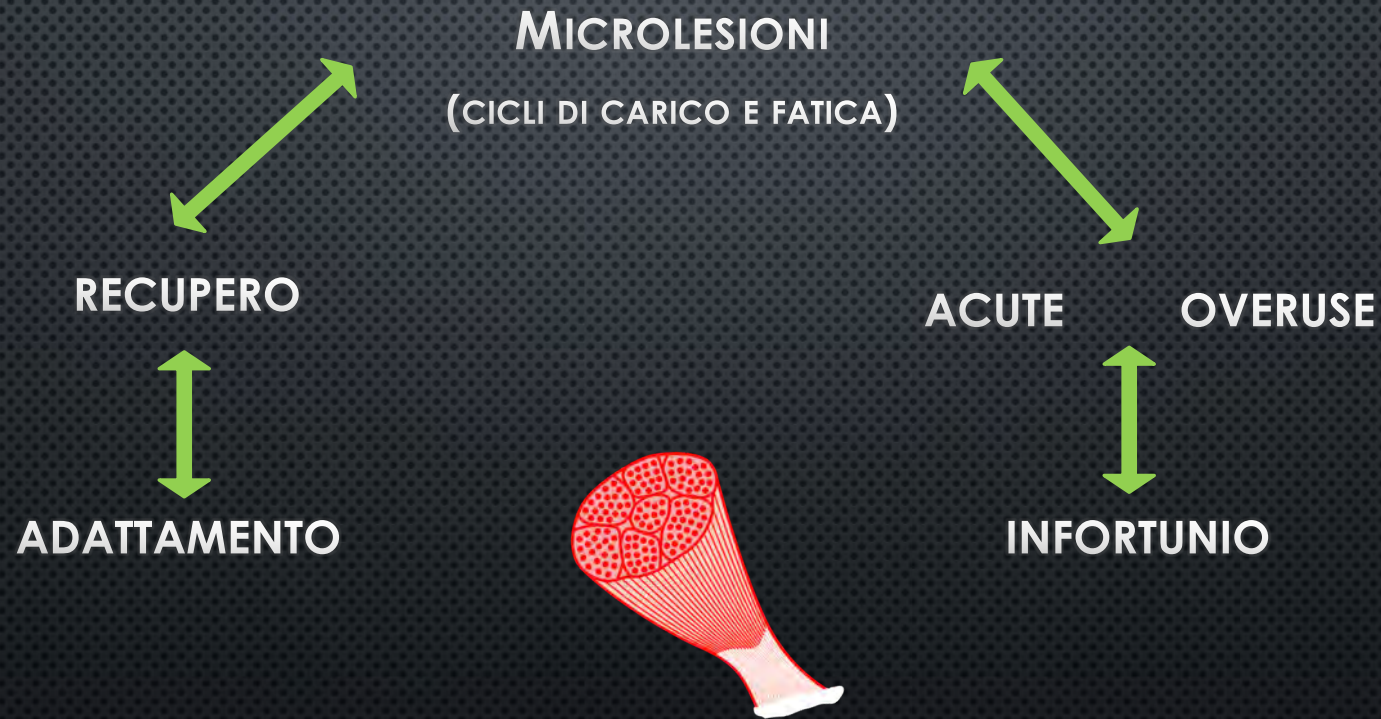 MICROLESIONI
(CICLI DI CARICO E FATICA)
RECUPERO
ACUTE OVERUSE
ADATTAMENTO
INFORTUNIO